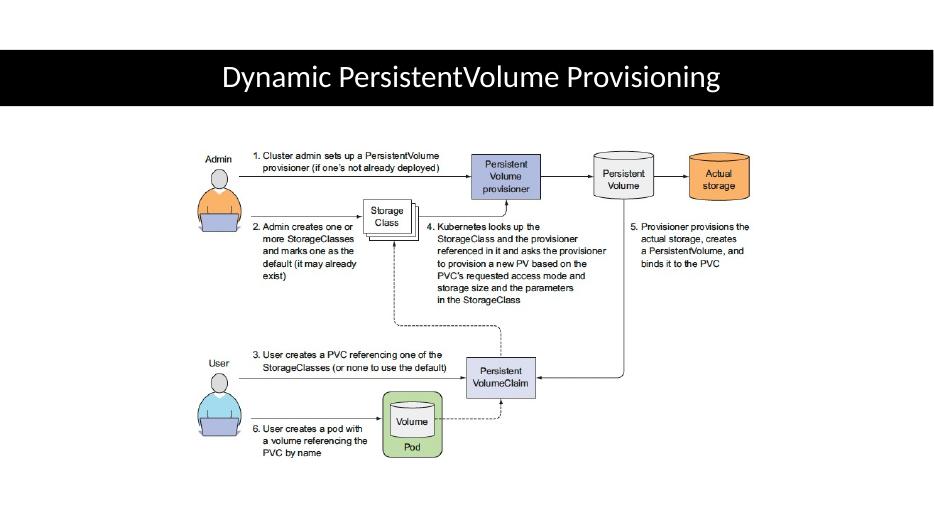 Dynamic PersistentVolume Provisioning
Admin
1. Cluster admin sets up a PersistentVolume
provisioner (if one's not already deployed)
Persistent
Volume
provisioner
Persistent
Volume
Actual
storage
Storage
Class
2. Admin creates one or
more StorageClasses
and marks one as the
default (it may already
exist)
4. Kubernetes looks up the
StorageClass and the provisioner
referenced in it and asks the provisioner
to provision a new PV based on the
PVC's requested access mode and
storage size and the parameters
in the StorageClass
5. Provisioner provisions the
actual storage, creates
a PersistentVolume, and
binds it to the PVC
User
3. User creates a PVC referencing one of the
StorageClasses (or none to use the default)
Persistent
VolumeClaim
6. User creates a pod with
a volume referencing the
PVC by name
Volume
Pod